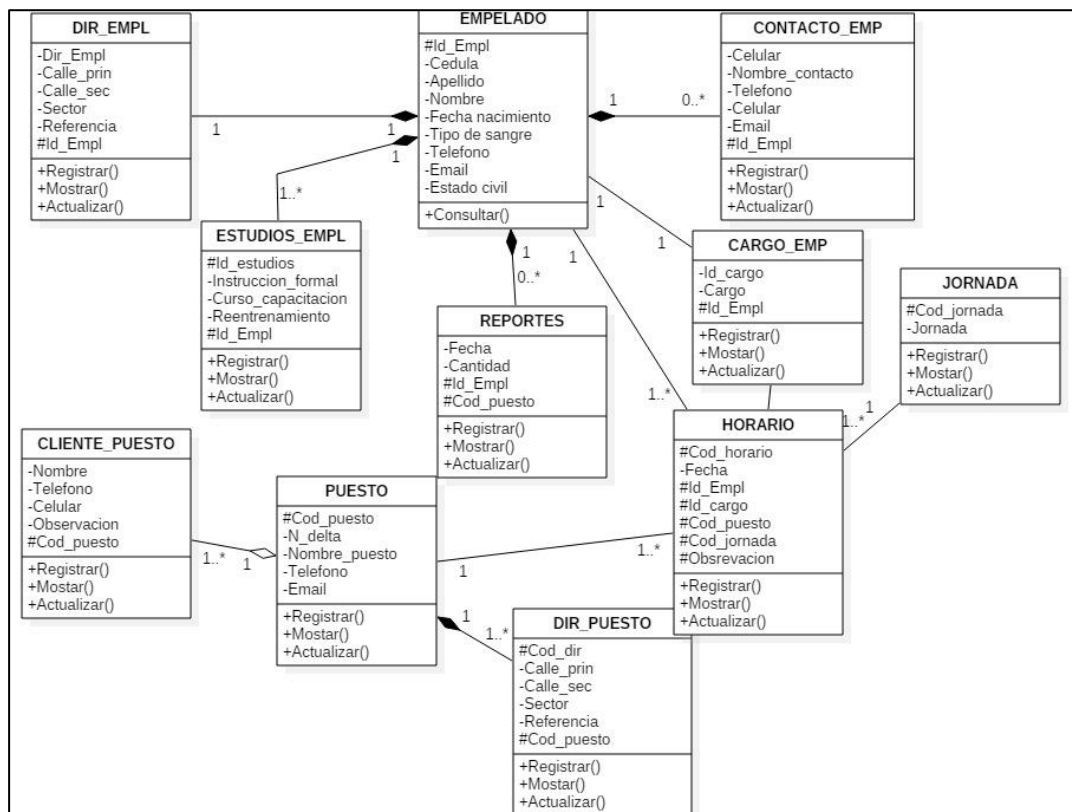 DIR_EMPL
-Dir_Empl
-Calle_prin
-Calle_sec
-Sector
-Referencia
#Id_Empl
+Registrar()
+Mostrar()
+Actualizar()
EMPELADO
#Id_Empl
-Cedula
-Apellido
-Nombre
-Fecha nacimiento
-Tipo de sangre
-Telefono
-Email
-Estado civil
+Consultar()
CONTACTO_EMP
-Celular
-Nombre_contacto
-Telefono
-Celular
-Email
#Id_Empl
+Registrar()
+Mostar()
+Actualizar()
1
1
1
0..*
1
1..*
1
0..*
1
1
1
1..*
ESTUDIOS_EMPL
#Id_estudios
-Instruccion_formal
-Curso_capacitacion
-Reentrenamiento
#Id_Empl
+Registrar()
+Mostrar()
+Actualizar()
REPORTES
-Fecha
-Cantidad
#Id_Empl
#Cod_puesto
+Registrar()
+Mostrar()
+Actualizar()
CARGO_EMP
-Id_cargo
-Cargo
#Id_Empl
+Registrar()
+Mostar()
+Actualizar()
JORNADA
#Cod_jornada
-Jornada
+Registrar()
+Mostar()
+Actualizar()
1
1..*
CLIENTE_PUESTO
-Nombre
-Telefono
-Celular
-Observacion
#Cod_puesto
+Registrar()
+Mostar()
+Actualizar()
1..*
1
PUESTO
#Cod_puesto
-N_delta
-Nombre_puesto
-Telefono
-Email
+Registrar()
+Mostar()
+Actualizar()
1
1..*
1
1..*
HORARIO
#Cod_horario
-Fecha
#Id_Empl
#Id_cargo
#Cod_puesto
#Cod_jornada
#Obsrevacion
+Registrar()
+Mostrar()
+Actualizar()
DIR_PUESTO
#Cod_dir
-Calle_prin
-Calle_sec
-Sector
-Referencia
#Cod_puesto
+Registrar()
+Mostar()
+Actualizar()